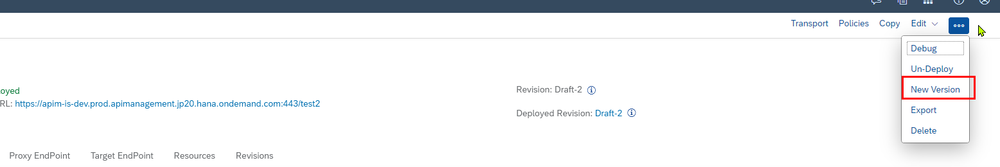 Transport Policies Copy Edit
Debug
Un-Deploy
New Version
Export
Delete
oyed
RL: https://apim-is-dev.prod.apimanagement.jp20.hana.ondemand.com:443/test2
Revision: Draft-2
Deployed Revision: Draft-2
Proxy EndPoint Target EndPoint Resources Revisions